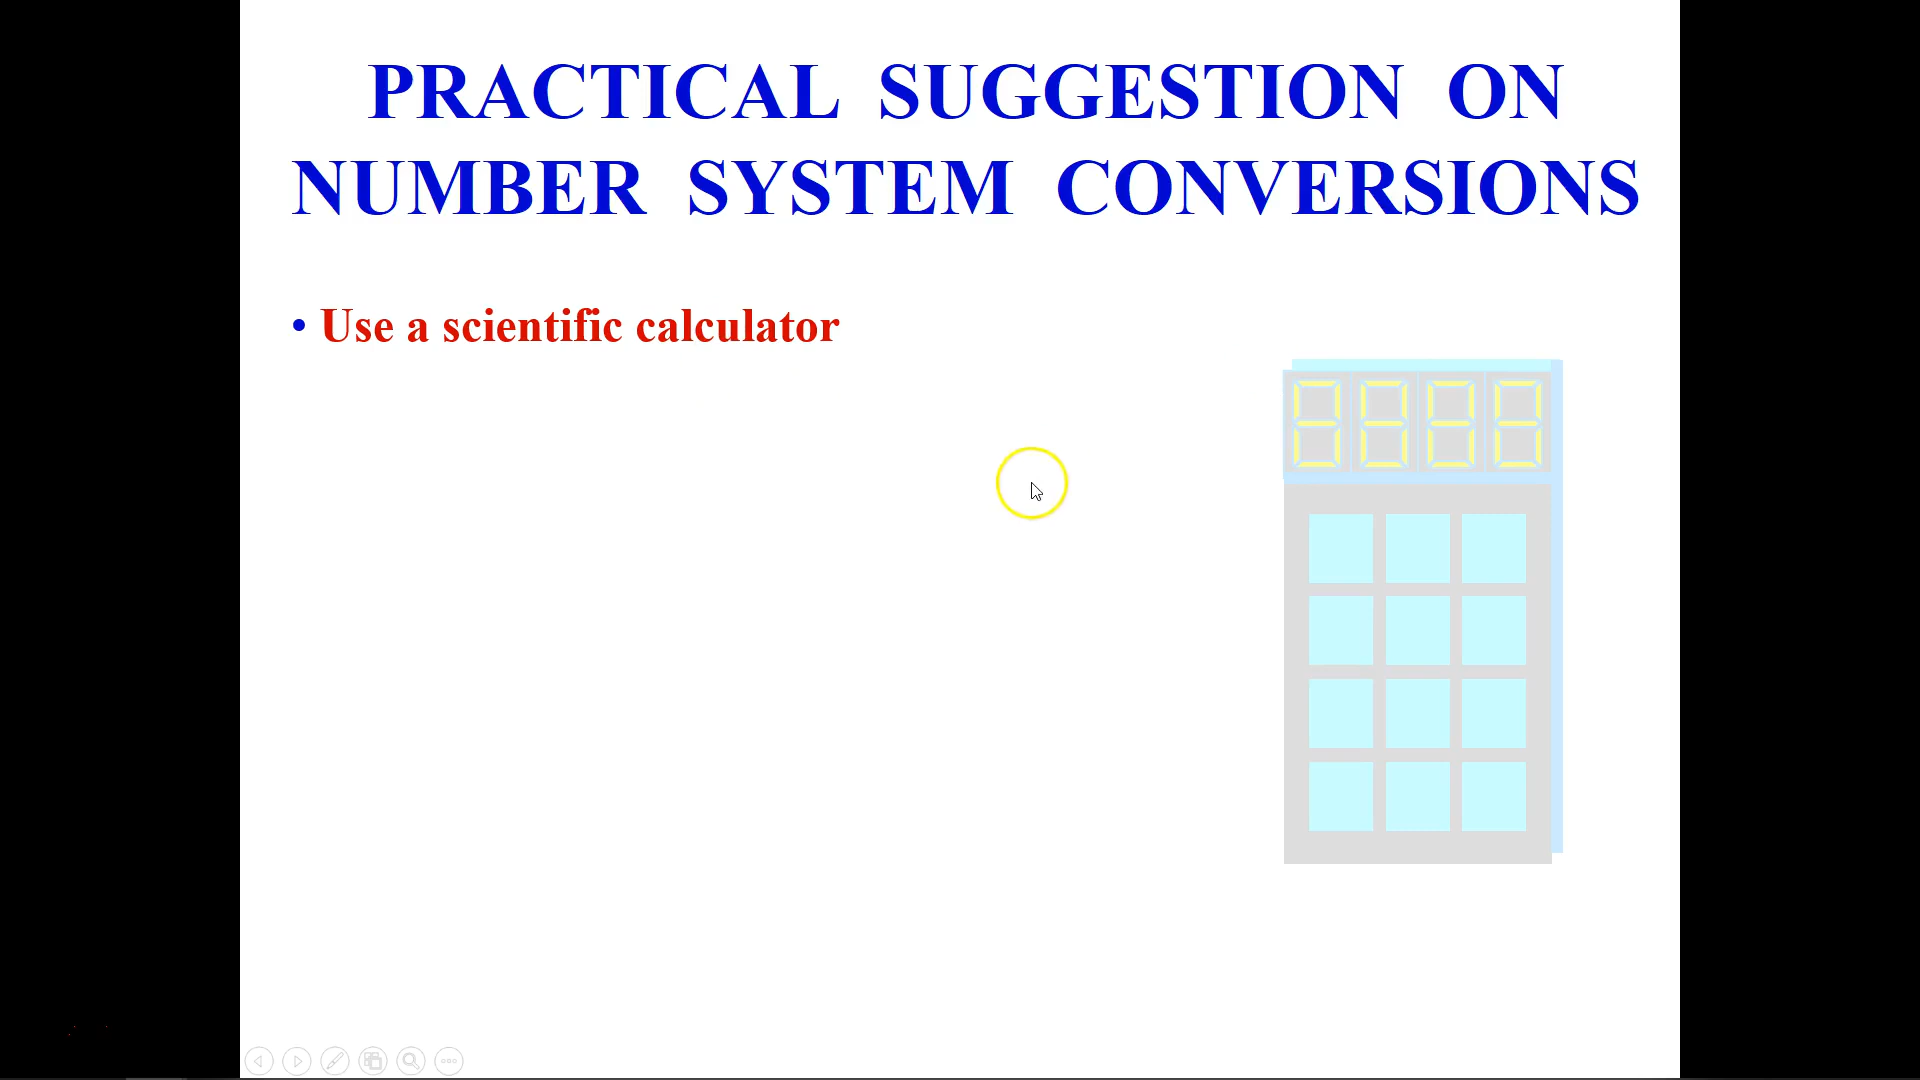 PRACTICAL SUGGESTION ON
NUMBER SYSTEM CONVERSIONS
• Use a scientific calculator